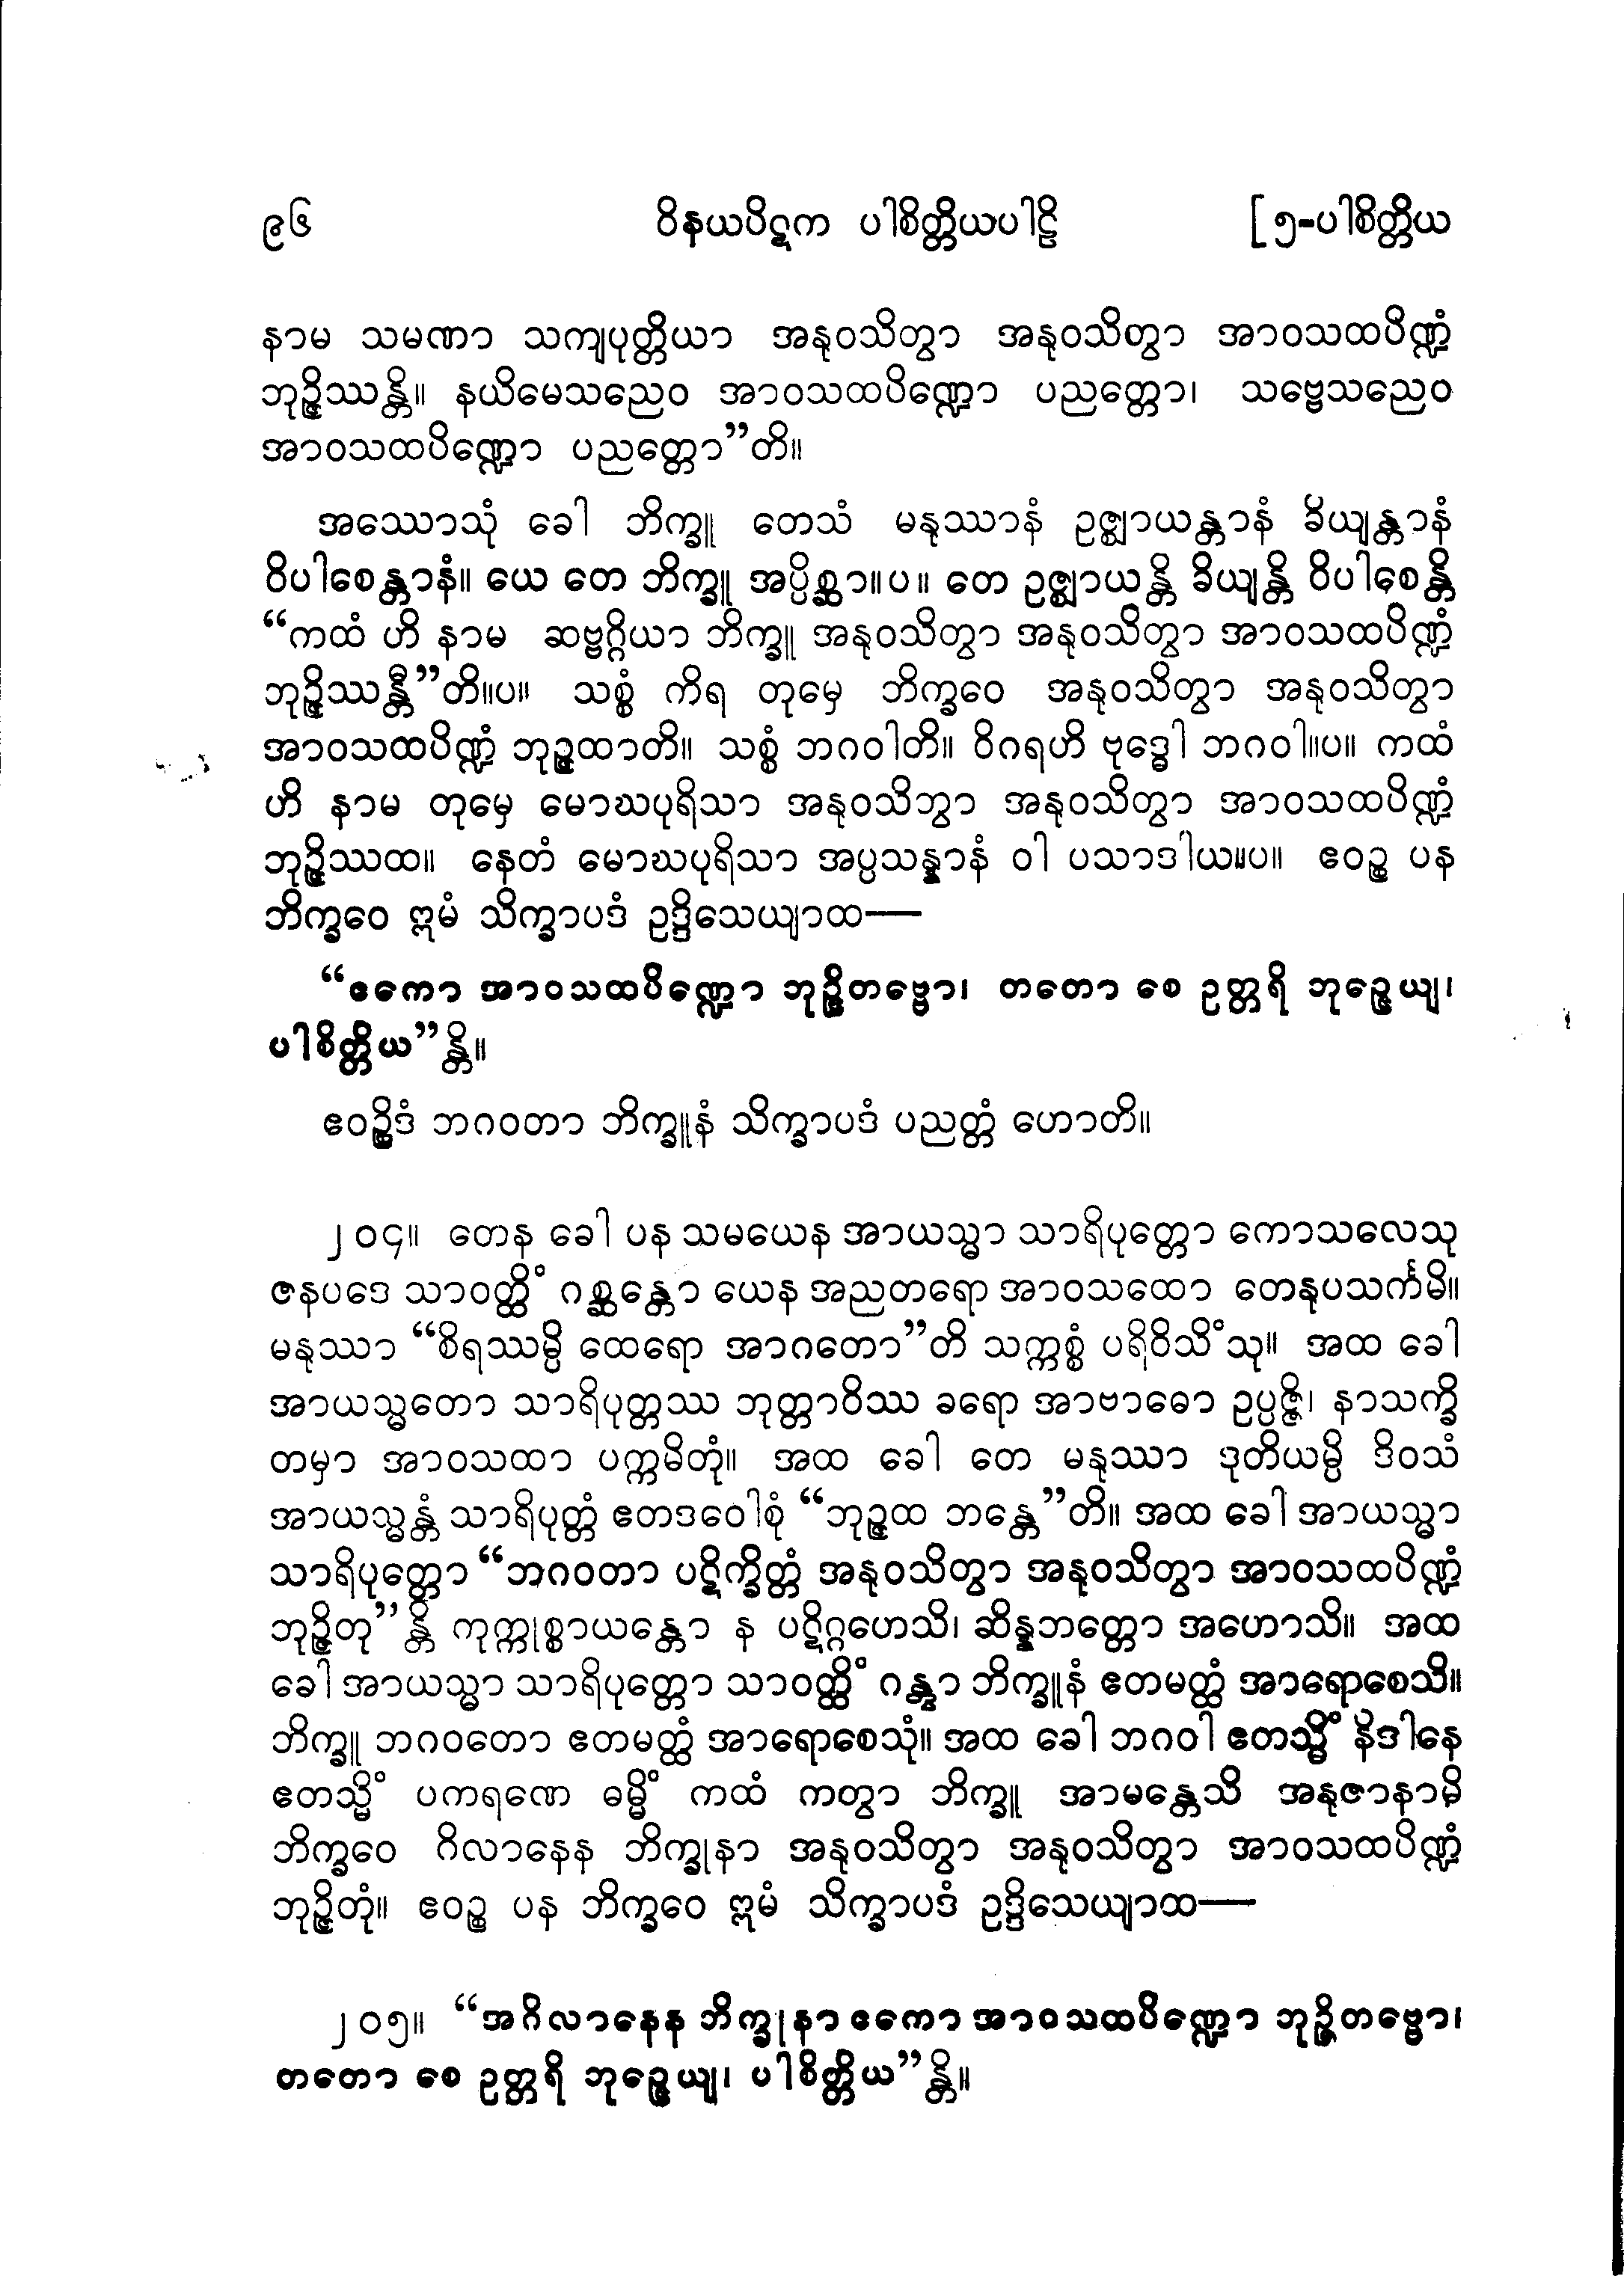 ၉၆ ဝိနယပိဋက ပါစိတ္တိယပါဠိ [ ၅-ပါစိတ္တိယ
နာမ သမဏာ သကျပုတ္တိယာ အနုဝသိတွာ အနုဝသိတွာ အာဝသထပိဏ္ဍံ
ဘုဉ္ဇိဿန္တိ။ နယိမေသညေဝ အာဝသထပိဏ္ဍော ပညတ္တော၊ သဗ္ဗေသညေဝ
အာဝသထပိဏ္ဍော ပညတ္တော”တိ။
အဿောသုံ ခေါ ဘိက္ခူ တေသံ မနုဿာနံ ဥဇ္ဈာယန္တာနံ ခိယျန္တာနံ
ဝိပါစေန္တာနံ။ ယေ တေ ဘိက္ခူ အပ္ပိစ္ဆာ။ပ။ တေ ဥဇ္ဈာယန္တိ ခိယျန္တိ ဝိပါစေန္တိ
“ကထံ ဟိ နာမ ဆဗ္ဗဂ္ဂိယာ ဘိက္ခူ အနုဝသိတွာ အနုဝသိတွာ အာဝသထပိဏ္ဍံ
ဘုဉ္ဇိဿန္တီ”တိ။ပ။ သစ္စံ ကိရ တုမှေ ဘိက္ခဝေ အနုဝသိတွာ အနုဝသိတွာ
အာဝသထပိဏ္ဍံ ဘုဉ္ဇထာတိ။ သစ္စံ ဘဂဝါတိ။ ဝိဂရဟိ ဗုဒ္ဓေါ ဘဂဝါ။ပ။ ကထံ
ဟိ နာမ တုမှေ မောဃပုရိသာ အနုဝသိတွာ အနုဝသိတွာ အာဝသထပိဏ္ဍံ
ဘုဉ္ဇိဿထ။ နေတံ မောဃပုရိသာ အပ္ပသန္နာနံ ဝါ ပသာဒါယ။ပ။ ဧဝဉ္စ ပန
ဘိက္ခဝေ ဣမံ သိက္ခာပဒံ ဥဒ္ဒိသေယျာထ—
“ဧကော အာဝသထပိဏ္ဍော ဘုဉ္ဇိတဗ္ဗော၊ တတော စေ ဥတ္တရိ ဘုဉ္ဇေယျ၊
ပါစိတ္တိယ”န္တိ။
ဧဝဉ္စိဒံ ဘဂဝတာ ဘိက္ခူနံ သိက္ခာပဒံ ပညတ္တံ ဟောတိ။
၂၀၄။ တေန ခေါ ပန သမယေန အာယသ္မာ သာရိပုတ္တော ကောသလေသု
ဇနပဒေ သာဝတ္ထိံ ဂစ္ဆန္တော ယေန အညတရော အာဝသထော တေနုပသင်္ကမိ။
မနုဿာ “စိရဿမ္ပိ ထေရော အာဂတော”တိ သက္ကစ္စံ ပရိဝိသိံသု။ အထ ခေါ
အာယသ္မတော သာရိပုတ္တဿ ဘုတ္တာဝိဿ ခရော အာဗာဓော ဥပ္ပဇ္ဇိ၊ နာသက္ခိ
တမှာ အာဝသထာ ပက္ကမိတုံ။ အထ ခေါ တေ မနုဿာ ဒုတိယမ္ပိ ဒိဝသံ
အာယသ္မန္တံ သာရိပုတ္တံ ဧတဒဝေါစုံ “ဘုဉ္ဇထ ဘန္တေ”တိ။ အထ ခေါ အာယသ္မာ
သာရိပုတ္တော “ဘဂဝတာ ပဋိက္ခိတ္တံ အနုဝသိတွာ အနုဝသိတွာ အာဝသထပိဏ္ဍံ
ဘုဉ္ဇိတု”န္တိ ကုက္ကုစ္စာယန္တော န ပဋိဂ္ဂဟေသိ၊ ဆိန္နဘတ္တော အဟောသိ။ အထ
ခေါ အာယသ္မာ သာရိပုတ္တော သာဝတ္ထိံ ဂန္တွာ ဘိက္ခူနံ ဧတမတ္ထံ အာရောစေသိ။
ဘိက္ခူ ဘဂဝတော ဧတမတ္ထံ အာရောစေသုံ။ အထ ခေါ ဘဂဝါ ဧတသ္မိံ နိဒါနေ
ဧတသ္မိံ ပကရဏေ ဓမ္မိံ ကထံ ကတွာ ဘိက္ခူ အာမန္တေသိ အနုဇာနာမိ
ဘိက္ခဝေ ဂိလာနေန ဘိက္ခုနာ အနုဝသိတွာ အနုဝသိတွာ အာဝသထပိဏ္ဍံ
ဘုဉ္ဇိတုံ။ ဧဝဉ္စ ပန ဘိက္ခဝေ ဣမံ သိက္ခာပဒံ ဥဒ္ဒိသေယျာထ—
၂၀၅။ “အဂိလာနေန ဘိက္ခုနာ ဧကော အာဝသထပိဏ္ဍော ဘုဉ္ဇိတဗ္ဗော၊
တတော စေ ဥတ္တရိ ဘုဉ္ဇေယျ၊ ပါစိတ္တိယ”န္တိ။